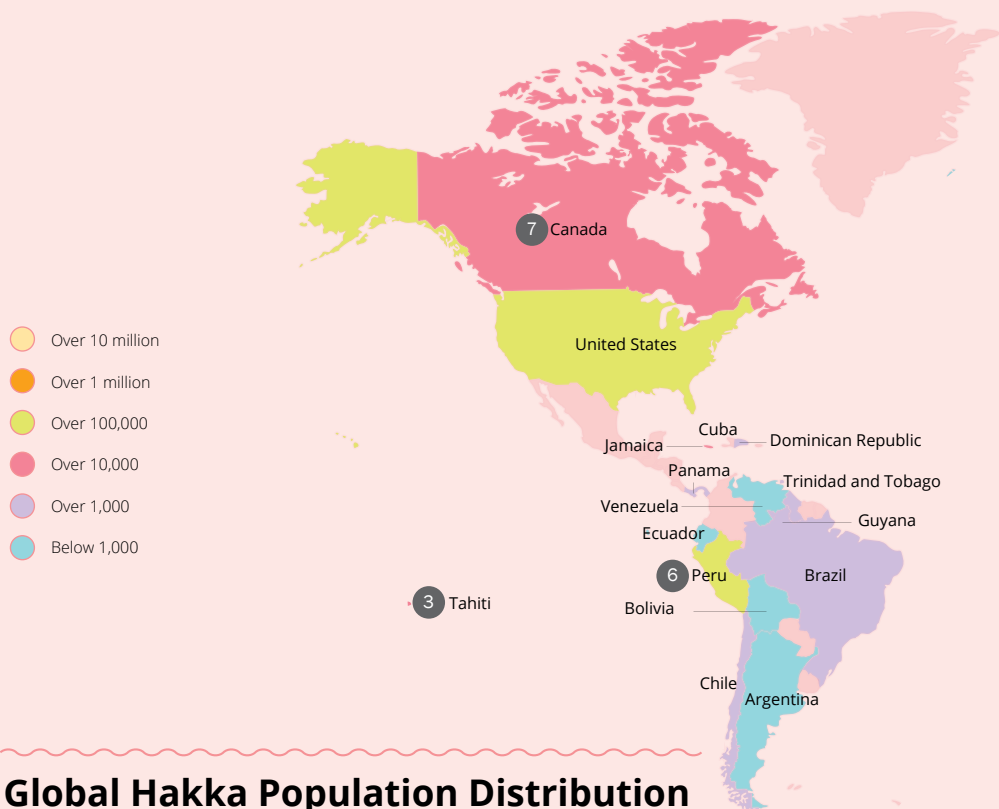 7 Canada
Over 10 million
United States
Over 1 million
Over 100,000
Cuba
Dominican Republic
Jamaica
Over 10,000
Panama
Trinidad and Tobago
Over 1,000
Venezuela
Guyana
Ecuador
Below 1,000
6 Peru
Brazil
3 Tahiti
Bolivia
Chile
Argentina
Global Hakka Population Distribution